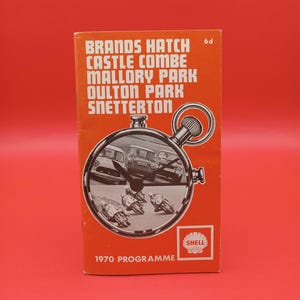 BRANDS HATCH
6d
CASTLE COMBE
MALLORY PARK
OULTON PARK
SNETTERTON
SHELL
1970 PROGRAMME